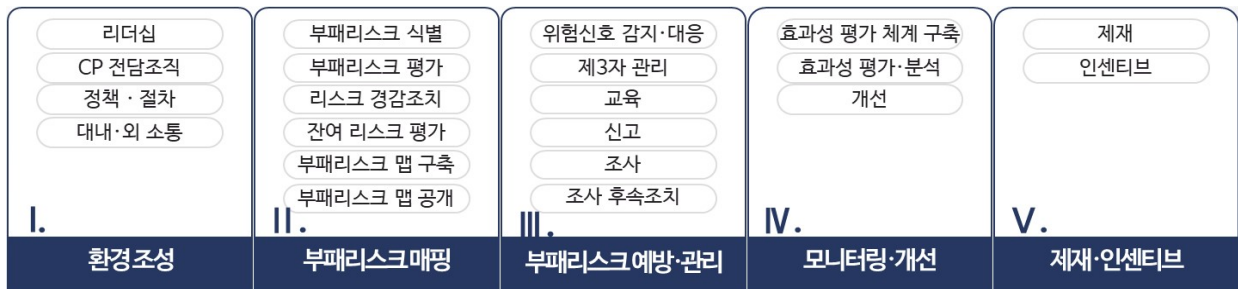 리더십
CP 전담조직
정책 · 절차
대내·외 소통
I.
환경 조성
부패리스크 식별
부패리스크 평가
리스크 경감조치
잔여 리스크 평가
부패리스크 맵 구축
부패리스크 맵 공개
II.
부패리스크 매핑
위험신호 감지·대응
제3자 관리
교육
신고
조사
조사 후속조치
III.
부패리스크 예방·관리
효과성 평가 체계 구축
효과성 평가·분석
개선
IV.
모니터링·개선
제재
인센티브
V.
제재·인센티브